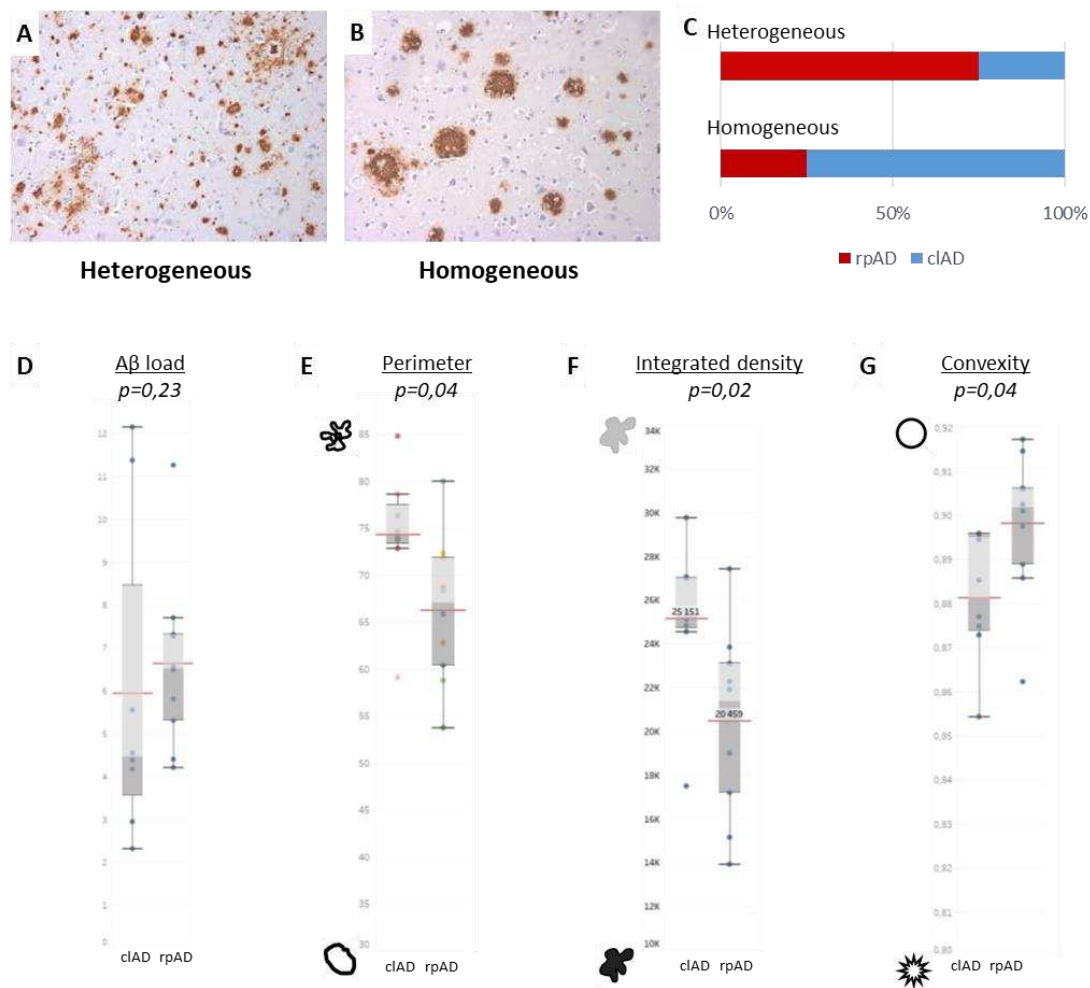 A
B
C
Heterogeneous
Homogeneous
0%
50%
100%
rpAD
clAD
Heterogeneous
Homogeneous
D
Aβ load
p=0,23
12
11
10
9
8
7
6
5
4
3
2
1
0
clAD
rpAD
E
Perimeter
p=0,04
85
80
75
70
65
60
55
50
45
40
35
30
clAD
rpAD
F
Integrated density
p=0,02
34K
32K
30K
28K
26K
24K
22K
20K
18K
16K
14K
12K
10K
25 151
20 459
clAD
rpAD
G
Convexity
p=0,04
0,92
0,91
0,90
0,89
0,88
0,87
0,86
0,85
0,84
0,83
0,82
0,81
0,80
clAD
rpAD